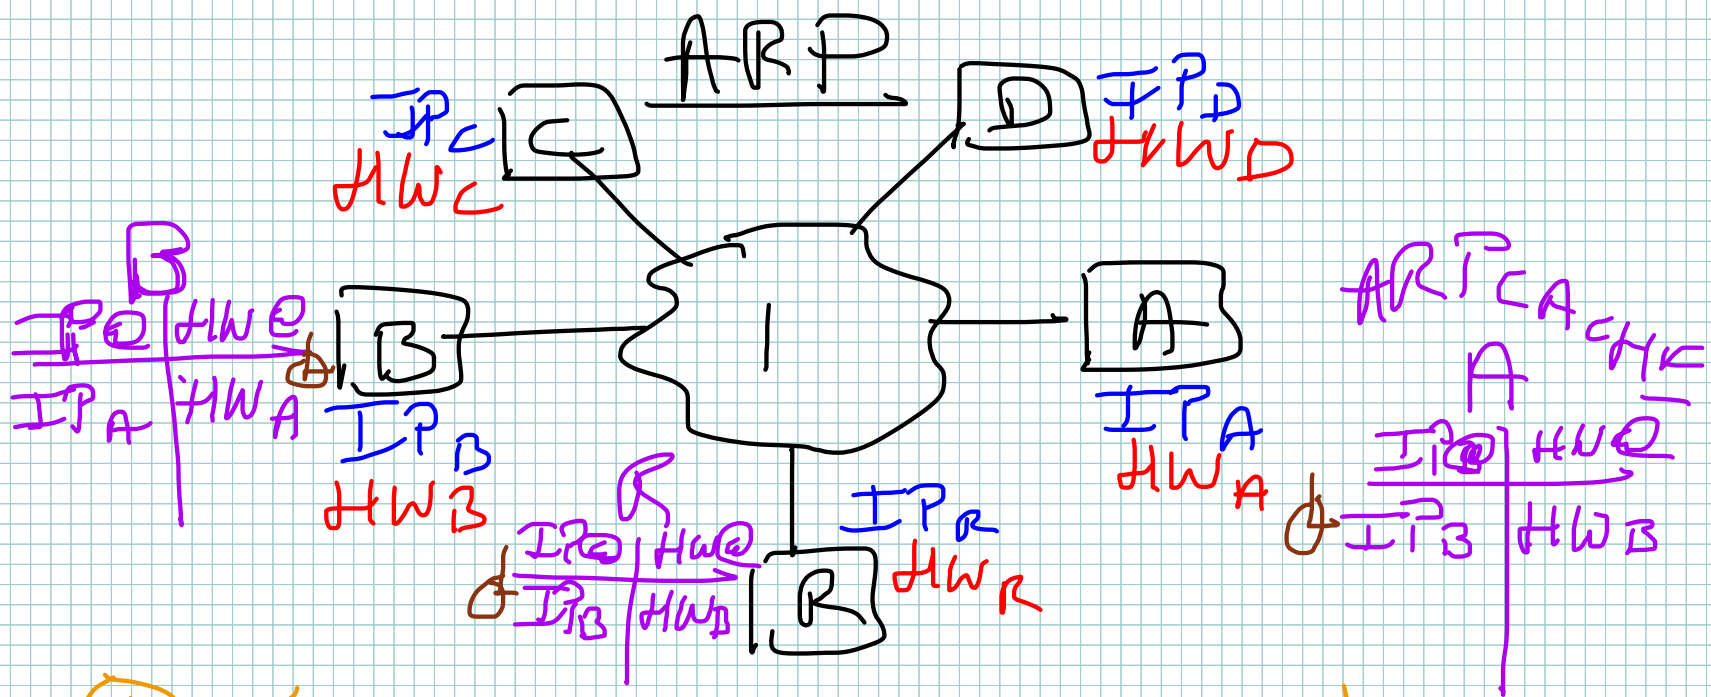 ARP
C
IPC
HWC
D
IPD
HWD
B
IP@ HW@
IPA HWA
d
B
IPB
HWB
1
A
IPA
HWA
ARP CACHE
A
IP@ HW@
d IPB HWB
R
IP@ HW@
d IPB HWB
IPR
HWR
R